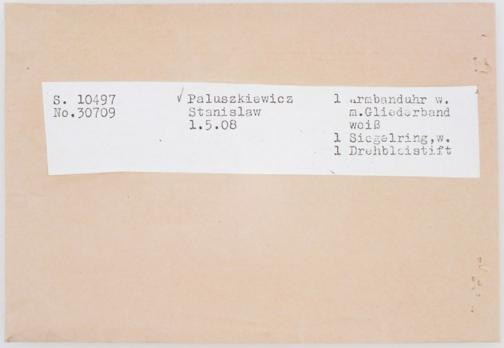 S. 10497 ✓ Paluszkiewicz 1 Armbanduhr w.
No.30709 Stanislaw m.Gliederband
1.5.08 weiß
1 Siegelring,w.
1 Drehbleistift